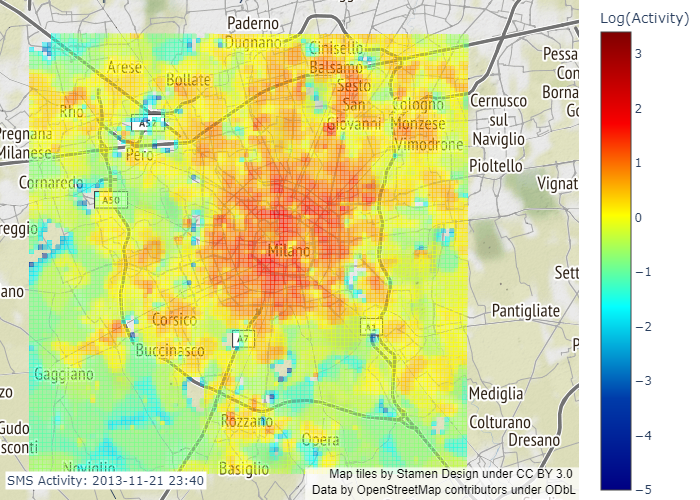 Log(Activity)
Paderno
Dugnano
Cinisello
Balsamo
Arese
Bollate
Sesto
San
Giovanni
Cologno
Monzese
Vimodrone
Rho
A52
Pero
Pregnana
Milanese
Cornaredo
A50
reggio
ano
Cernusco
sul
Naviglio
Pioltello
Pessa
Con
Borna
Go
Vignat
Sett
Milano
Pantigliate
P
Corsico
A7
A1
Buccinasco
Gaggiano
zo
Gudo
sconti
Rozzano
Opera
Mediglia
Colturano
Dresano
Noviglio
Basiglio
3
2
1
0
−1
−2
−3
−4
−5
SMS Activity: 2013-11-21 23:40
Map tiles by Stamen Design under CC BY 3.0
Data by OpenStreetMap contributors under ODbL